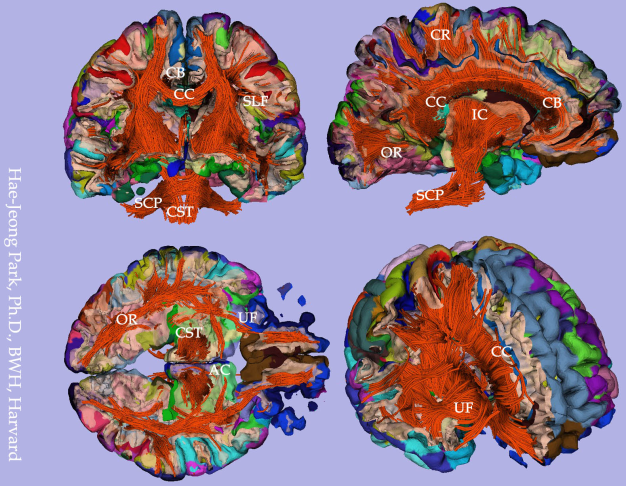 CB
CC
SLF
SCP
CST
CR
CC
IC
CB
OR
SCP
OR
CST
UF
AC
CC
UF
Hae-Jeong Park, Ph.D., BWH, Harvard